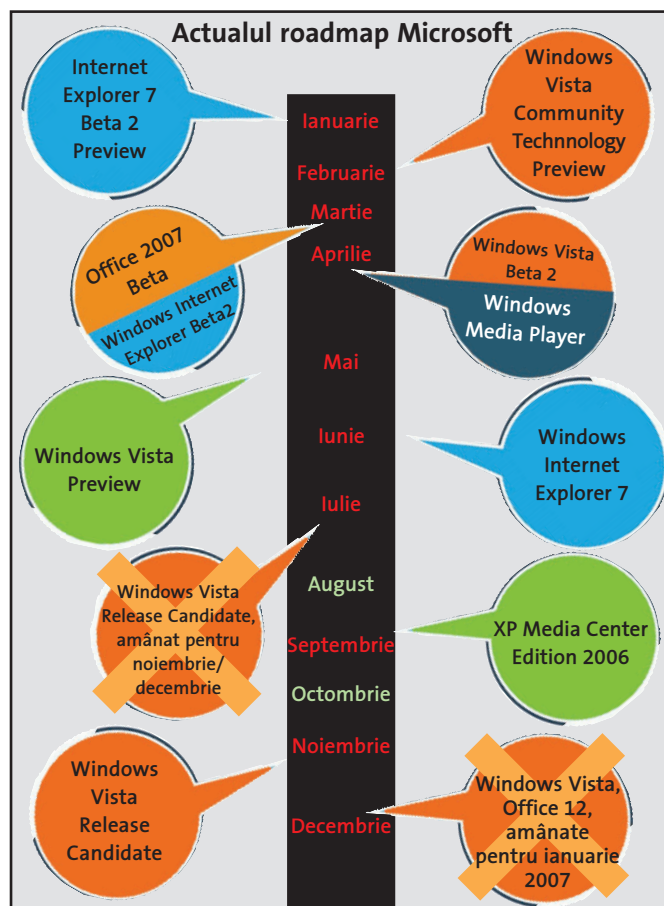 Actualul roadmap Microsoft
Internet
Explorer 7
Beta 2
Preview
Windows
Vista
Community
Technnology
Preview
Ianuarie
Februarie
Martie
Aprilie
Office 2007
Beta
Windows Internet
Explorer Beta2
Windows Vista
Beta 2
Windows
Media Player
Mai
Windows Vista
Preview
Iunie
Windows
Internet
Explorer 7
Iulie
Windows Vista
Release Candidate,
amânat pentru
noiembrie/
decembrie
August
Septembrie
XP Media Center
Edition 2006
Octombrie
Noiembrie
Windows
Vista
Release
Candidate
Decembrie
Windows Vista,
Office 12,
amânate
pentru ianuarie
2007